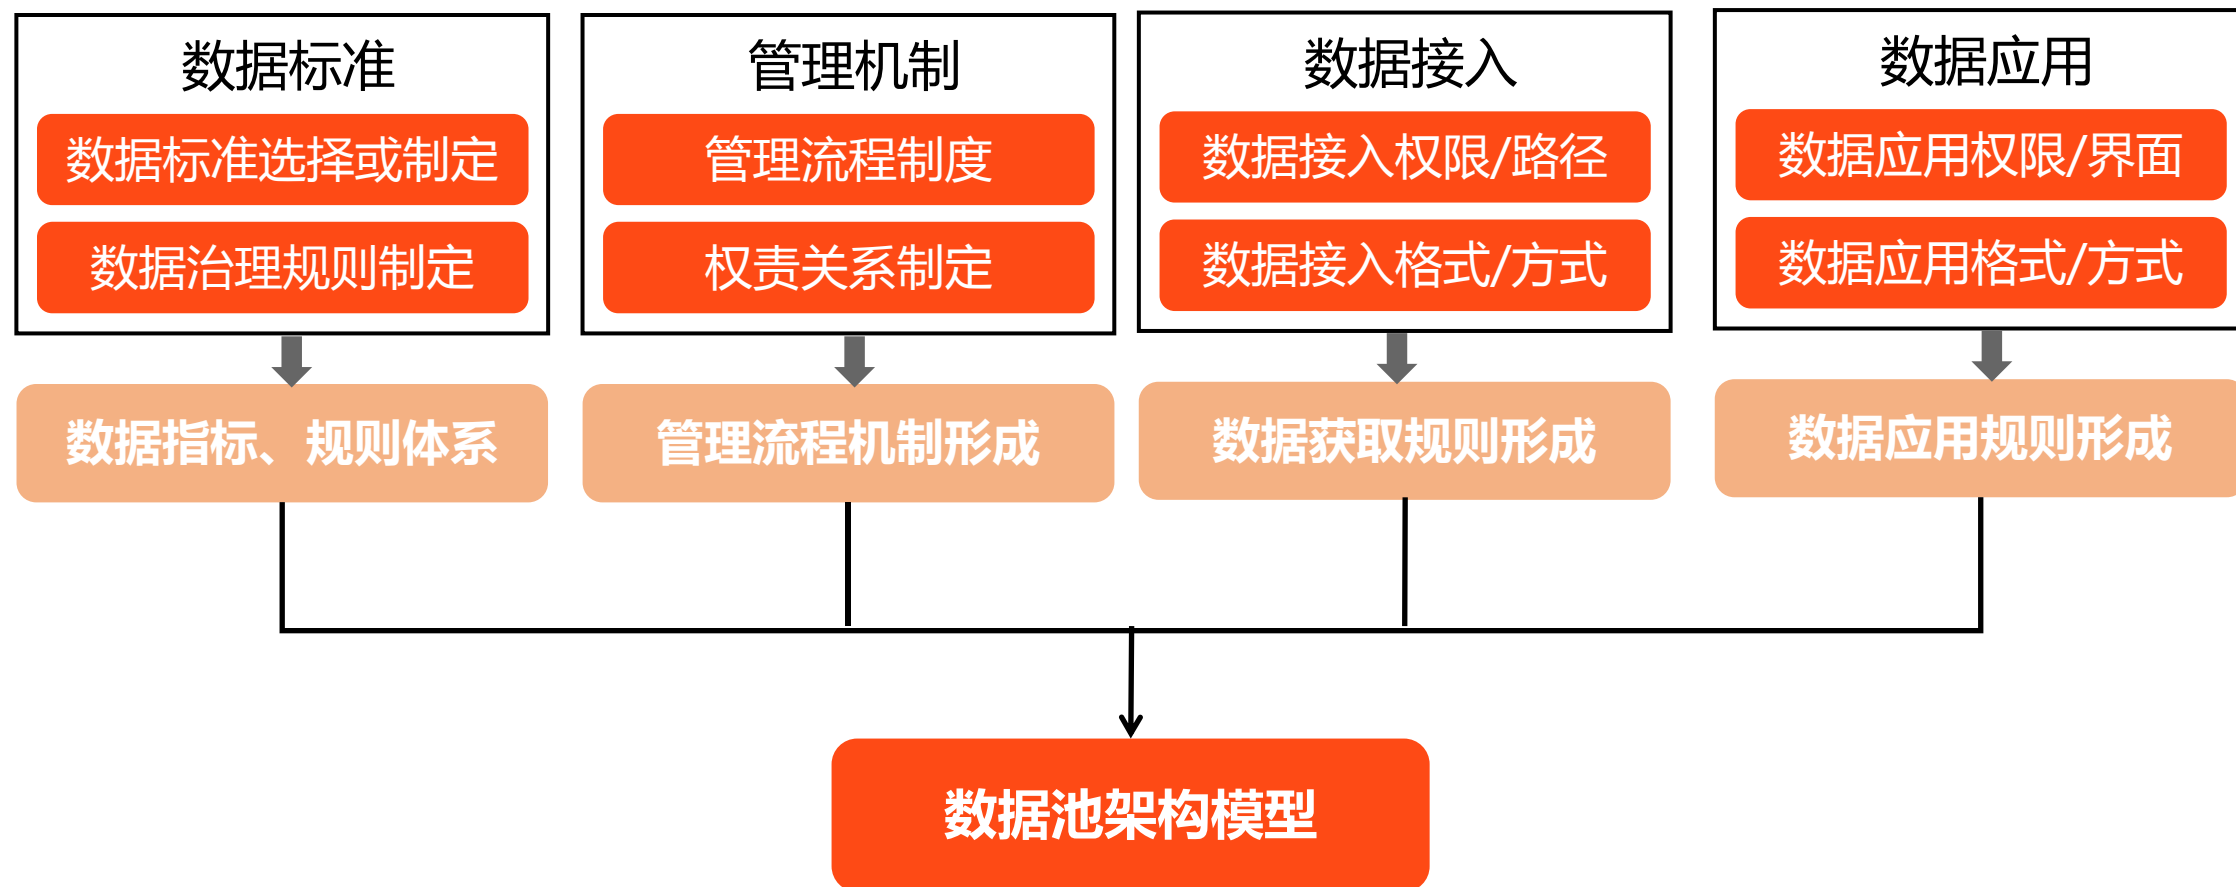 数据标准
数据标准选择或制定
数据治理规则制定
数据指标、规则体系
管理机制
管理流程制度
权责关系制定
管理流程机制形成
数据接入
数据接入权限/路径
数据接入格式/方式
数据获取规则形成
数据应用
数据应用权限/界面
数据应用格式/方式
数据应用规则形成
数据池架构模型